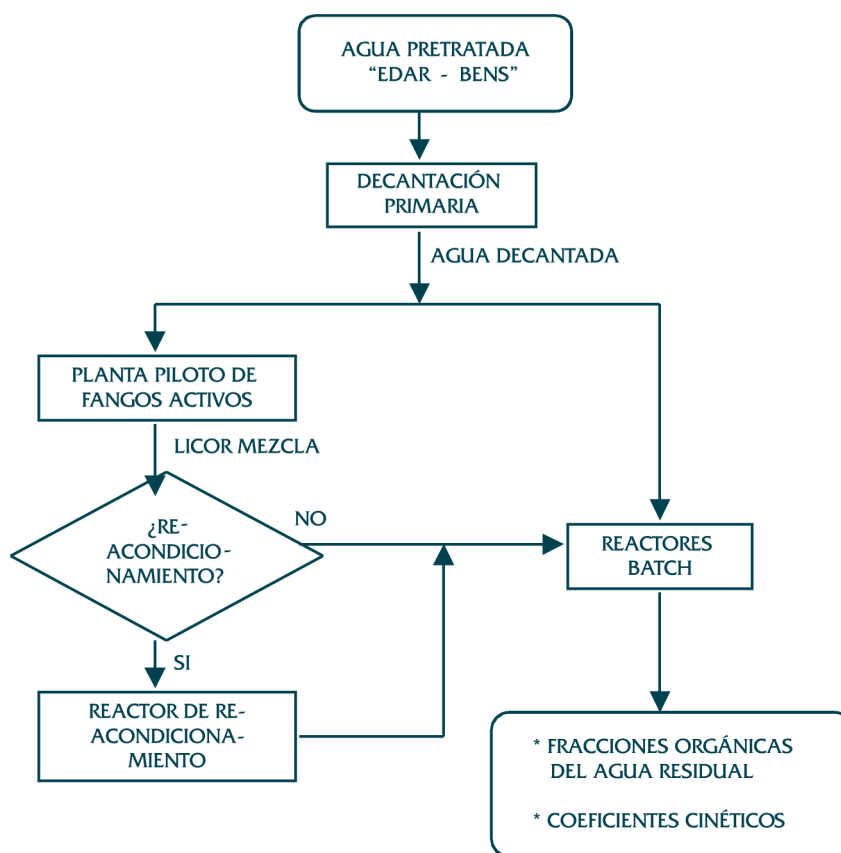 AGUA PRETRATADA
“EDAR - BENS”
DECANTACIÓN
PRIMARIA
AGUA DECANTADA
PLANTA PILOTO DE
FANGOS ACTIVOS
LICOR MEZCLA
¿RE-
ACONDICIO-
NAMIENTO?
NO
REACTORES
BATCH
SI
REACTOR DE RE-
ACONDICIONA-
MIENTO
* FRACCIONES ORGÁNICAS
DEL AGUA RESIDUAL
* COEFICIENTES CINÉTICOS